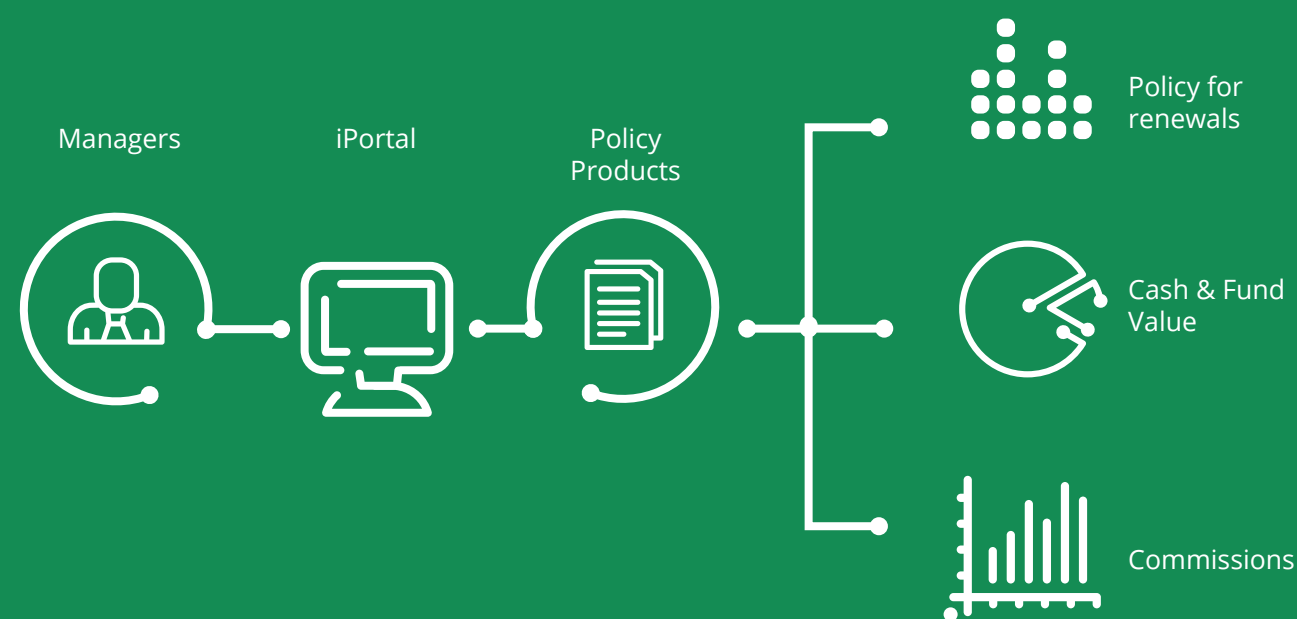 Managers
iPortal
Policy
Products
Policy for
renewals
Cash & Fund
Value
Commissions